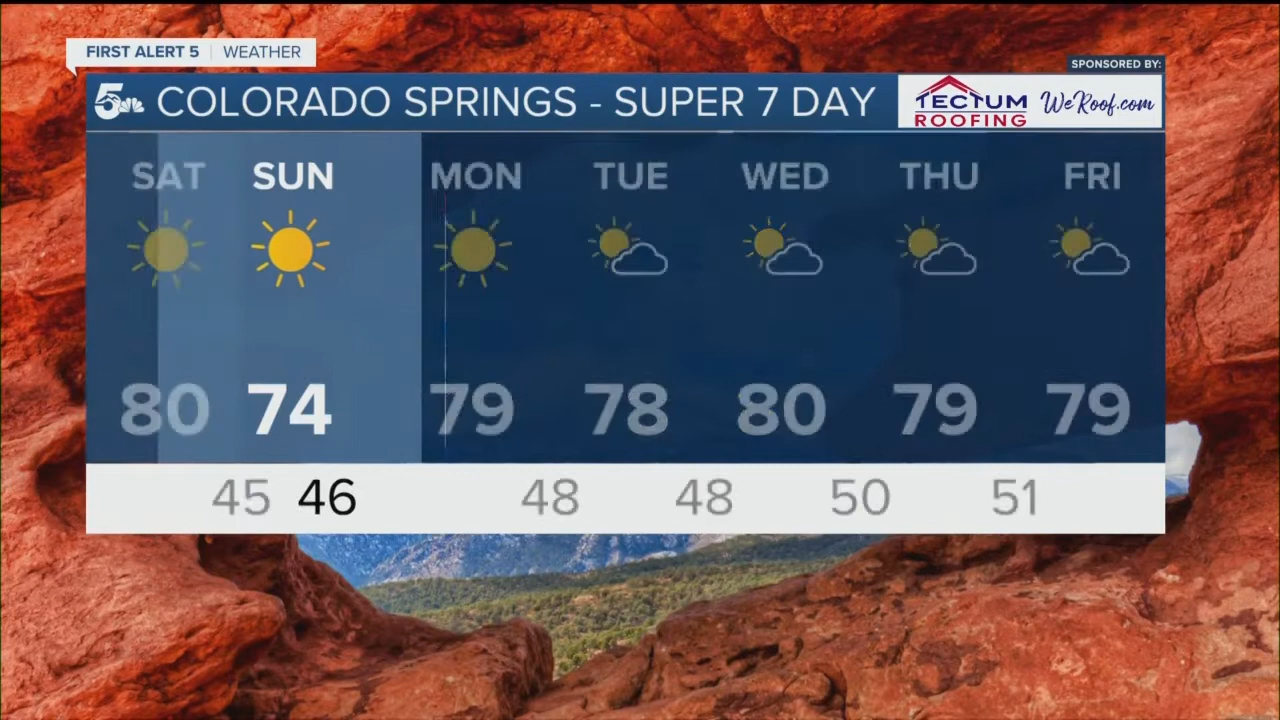 FIRST ALERT 5 | WEATHER
SPONSORED BY:
5 COLORADO SPRINGS - SUPER 7 DAY
TECTUM
ROOFING
WeRoof.com
SAT SUN MON TUE WED THU FRI
80 74 79 78 80 79 79
45 46 48 48 50 51